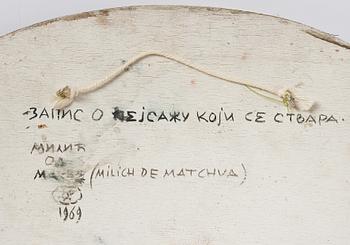 ЗАПИС О ПЕЈСАЖУ КОЈИ СЕ СТВАРА.
МИЛИЋ
ОД
(MILICH DE MATCHVA)
1969